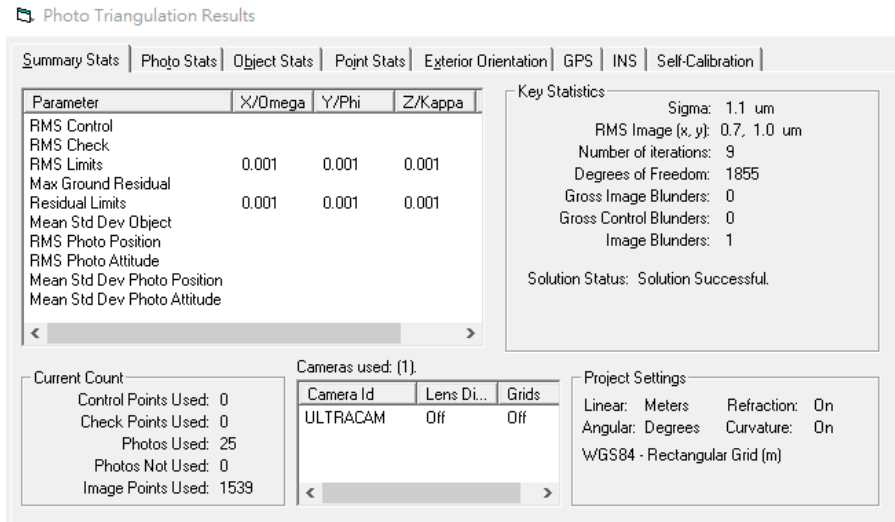 Photo Triangulation Results
Summary Stats Photo Stats Object Stats Point Stats Exterior Orientation GPS INS Self-Calibration
Parameter X/Omega Y/Phi Z/Kappa
RMS Control
RMS Check
RMS Limits 0.001 0.001 0.001
Max Ground Residual
Residual Limits 0.001 0.001 0.001
Mean Std Dev Object
RMS Photo Position
RMS Photo Attitude
Mean Std Dev Photo Position
Mean Std Dev Photo Attitude
Key Statistics
Sigma: 1.1 um
RMS Image (x, y): 0.7, 1.0 um
Number of iterations: 9
Degrees of Freedom: 1855
Gross Image Blunders: 0
Gross Control Blunders: 0
Image Blunders: 1
Solution Status: Solution Successful.
Current Count
Control Points Used: 0
Check Points Used: 0
Photos Used: 25
Photos Not Used: 0
Image Points Used: 1539
Cameras used: (1).
Camera Id Lens Di... Grids
ULTRACAM Off Off
Project Settings
Linear: Meters Refraction: On
Angular: Degrees Curvature: On
WGS84 - Rectangular Grid (m)